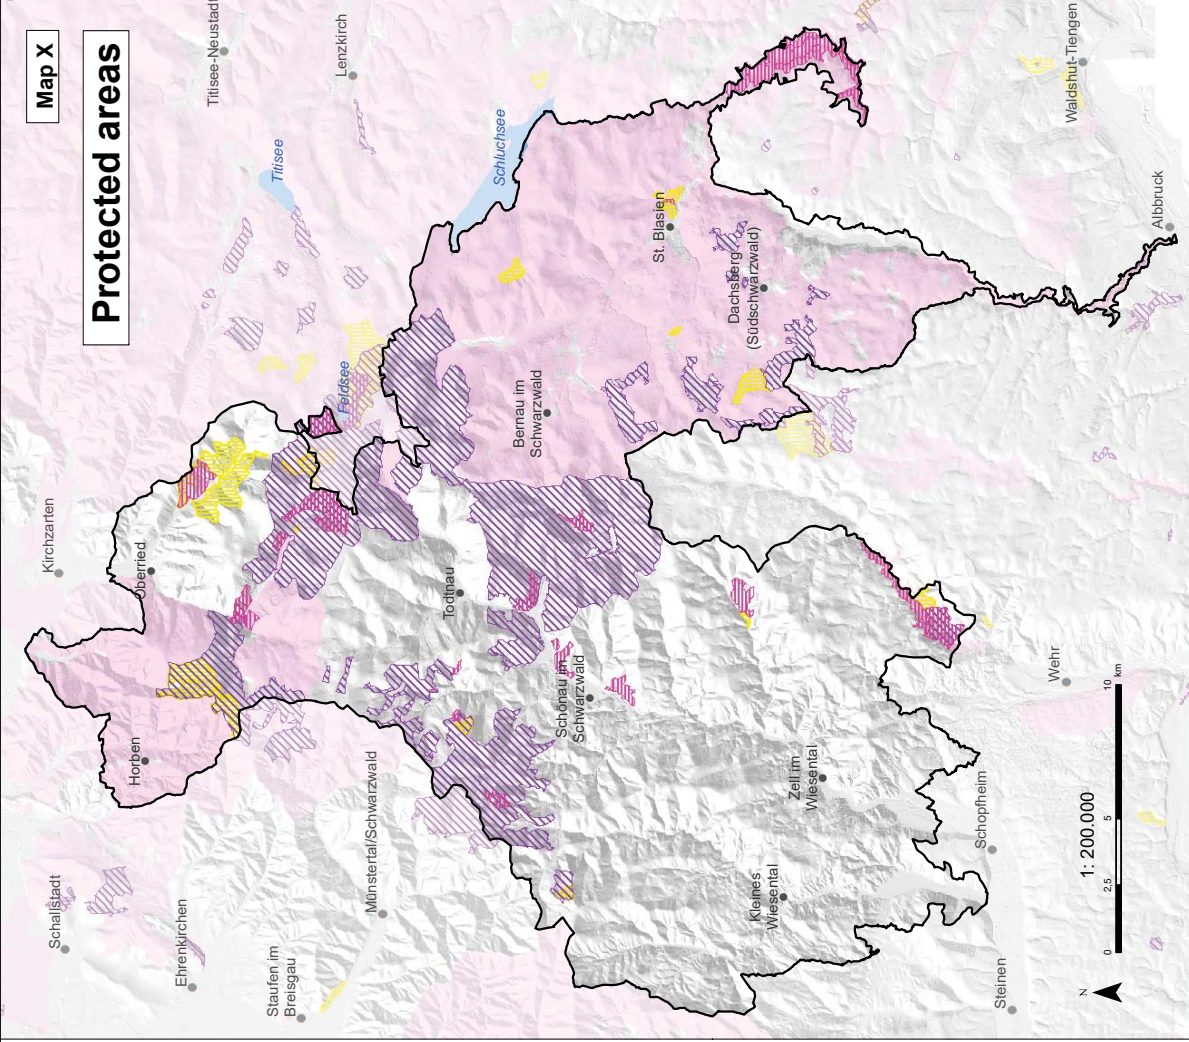 Map X
Protected areas
Kirchzarten
Schallstadt
Horben
Oberried
Ehrenkirchen
Titisee-Neustadt
Titisee
Staufen im
Breisgau
Lenzkirch
Feldsee
Münstertal/Schwarzwald
Todtnau
Schluchsee
Bernau im
Schwarzwald
Schönau im
Schwarzwald
St. Blasien
Dachsberg
(Südschwarzwald)
Kleines
Wiesental
Zell im
Wiesental
Schopfheim
Steinen
Wehr
Waldshut-Tiengen
N
1: 200.000
0 2,5 5 10
km
Albbruck